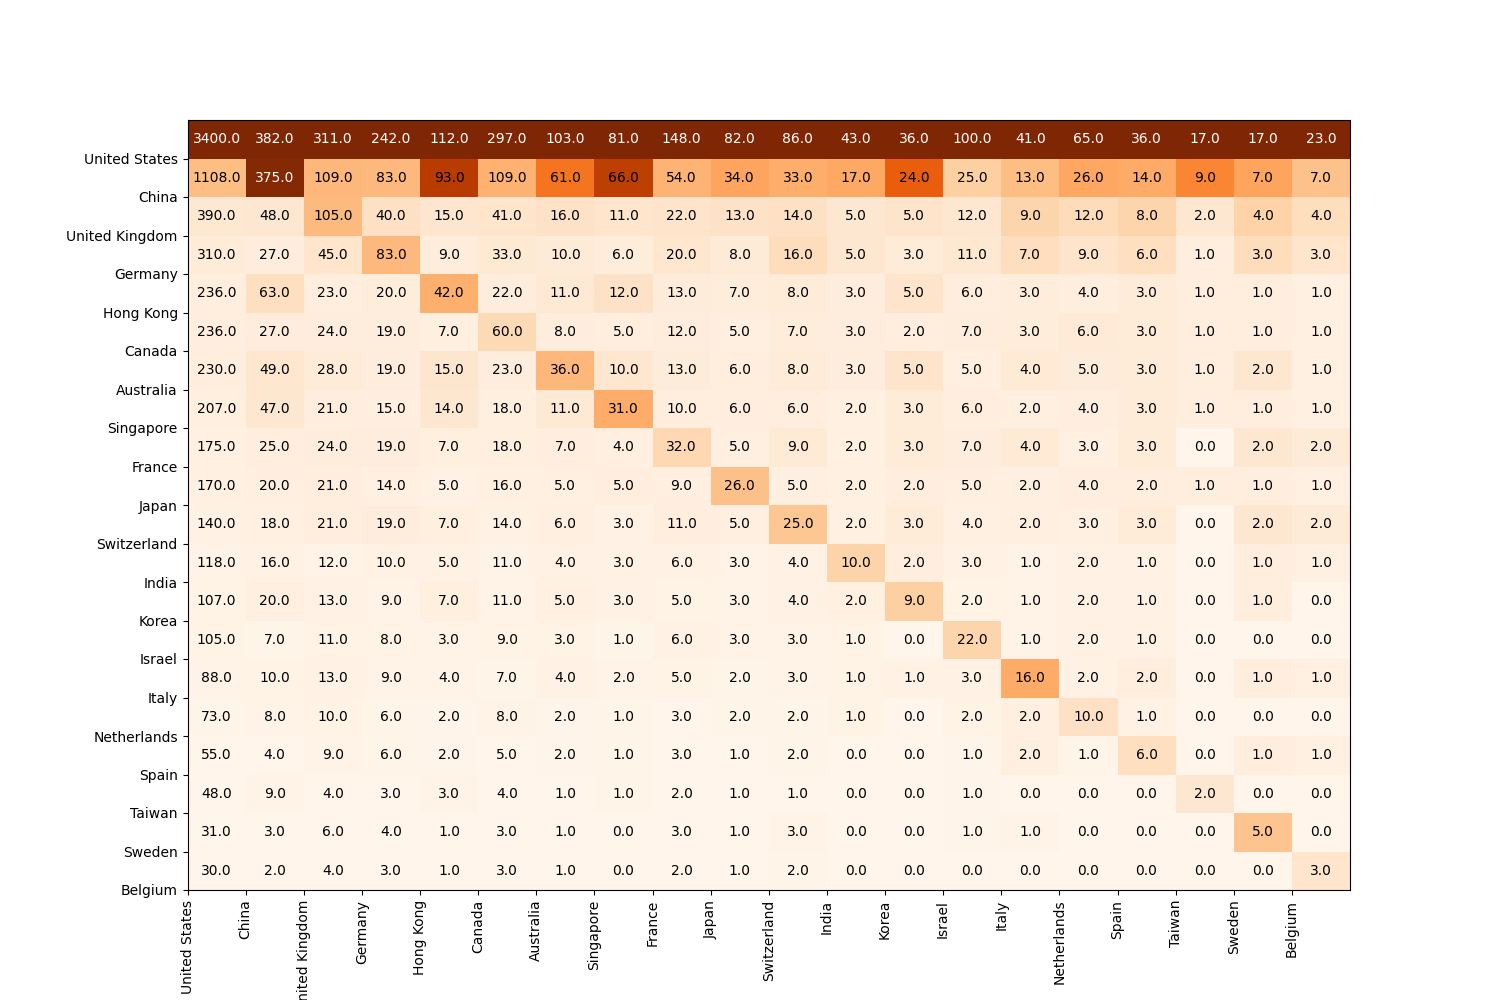 3400.0 382.0 311.0 242.0 112.0 297.0 103.0 81.0 148.0 82.0 86.0 43.0 36.0 100.0 41.0 65.0 36.0 17.0 17.0 23.0
United States
1108.0 375.0 109.0 83.0 93.0 109.0 61.0 66.0 54.0 34.0 33.0 17.0 24.0 25.0 13.0 26.0 14.0 9.0 7.0 7.0
China
390.0 48.0 105.0 40.0 15.0 41.0 16.0 11.0 22.0 13.0 14.0 5.0 5.0 12.0 9.0 12.0 8.0 2.0 4.0 4.0
United Kingdom
310.0 27.0 45.0 83.0 9.0 33.0 10.0 6.0 20.0 8.0 16.0 5.0 3.0 11.0 7.0 9.0 6.0 1.0 3.0 3.0
Germany
236.0 63.0 23.0 20.0 42.0 22.0 11.0 12.0 13.0 7.0 8.0 3.0 5.0 6.0 3.0 4.0 3.0 1.0 1.0 1.0
Hong Kong
236.0 27.0 24.0 19.0 7.0 60.0 8.0 5.0 12.0 5.0 7.0 3.0 2.0 7.0 3.0 6.0 3.0 1.0 1.0 1.0
Canada
230.0 49.0 28.0 19.0 15.0 23.0 36.0 10.0 13.0 6.0 8.0 3.0 5.0 5.0 4.0 5.0 3.0 1.0 2.0 1.0
Australia
207.0 47.0 21.0 15.0 14.0 18.0 11.0 31.0 10.0 6.0 6.0 2.0 3.0 6.0 2.0 4.0 3.0 1.0 1.0 1.0
Singapore
175.0 25.0 24.0 19.0 7.0 18.0 7.0 4.0 32.0 5.0 9.0 2.0 3.0 7.0 4.0 3.0 3.0 0.0 2.0 2.0
France
170.0 20.0 21.0 14.0 5.0 16.0 5.0 5.0 9.0 26.0 5.0 2.0 2.0 5.0 2.0 4.0 2.0 1.0 1.0 1.0
Japan
140.0 18.0 21.0 19.0 7.0 14.0 6.0 3.0 11.0 5.0 25.0 2.0 3.0 4.0 2.0 3.0 3.0 0.0 2.0 2.0
Switzerland
118.0 16.0 12.0 10.0 5.0 11.0 4.0 3.0 6.0 3.0 4.0 10.0 2.0 3.0 1.0 2.0 1.0 0.0 1.0 1.0
India
107.0 20.0 13.0 9.0 7.0 11.0 5.0 3.0 5.0 3.0 4.0 2.0 9.0 2.0 1.0 2.0 1.0 0.0 1.0 0.0
Korea
105.0 7.0 11.0 8.0 3.0 9.0 3.0 1.0 6.0 3.0 3.0 1.0 0.0 22.0 1.0 2.0 1.0 0.0 0.0 0.0
Israel
88.0 10.0 13.0 9.0 4.0 7.0 4.0 2.0 5.0 2.0 3.0 1.0 1.0 3.0 16.0 2.0 2.0 0.0 1.0 1.0
Italy
73.0 8.0 10.0 6.0 2.0 8.0 2.0 1.0 3.0 2.0 2.0 1.0 0.0 2.0 2.0 10.0 1.0 0.0 0.0 0.0
Netherlands
55.0 4.0 9.0 6.0 2.0 5.0 2.0 1.0 3.0 1.0 2.0 0.0 0.0 1.0 2.0 1.0 6.0 0.0 1.0 1.0
Spain
48.0 9.0 4.0 3.0 3.0 4.0 1.0 1.0 2.0 1.0 1.0 0.0 0.0 1.0 0.0 0.0 0.0 2.0 0.0 0.0
Taiwan
31.0 3.0 6.0 4.0 1.0 3.0 1.0 0.0 3.0 1.0 3.0 0.0 0.0 1.0 1.0 0.0 0.0 0.0 5.0 0.0
Sweden
30.0 2.0 4.0 3.0 1.0 3.0 1.0 0.0 2.0 1.0 2.0 0.0 0.0 0.0 0.0 0.0 0.0 0.0 0.0 3.0
Belgium
United States
China
nited Kingdom
Germany
Hong Kong
Canada
Australia
Singapore
France
Japan
Switzerland
India
Korea
Israel
Italy
Netherlands
Spain
Taiwan
Sweden
Belgium